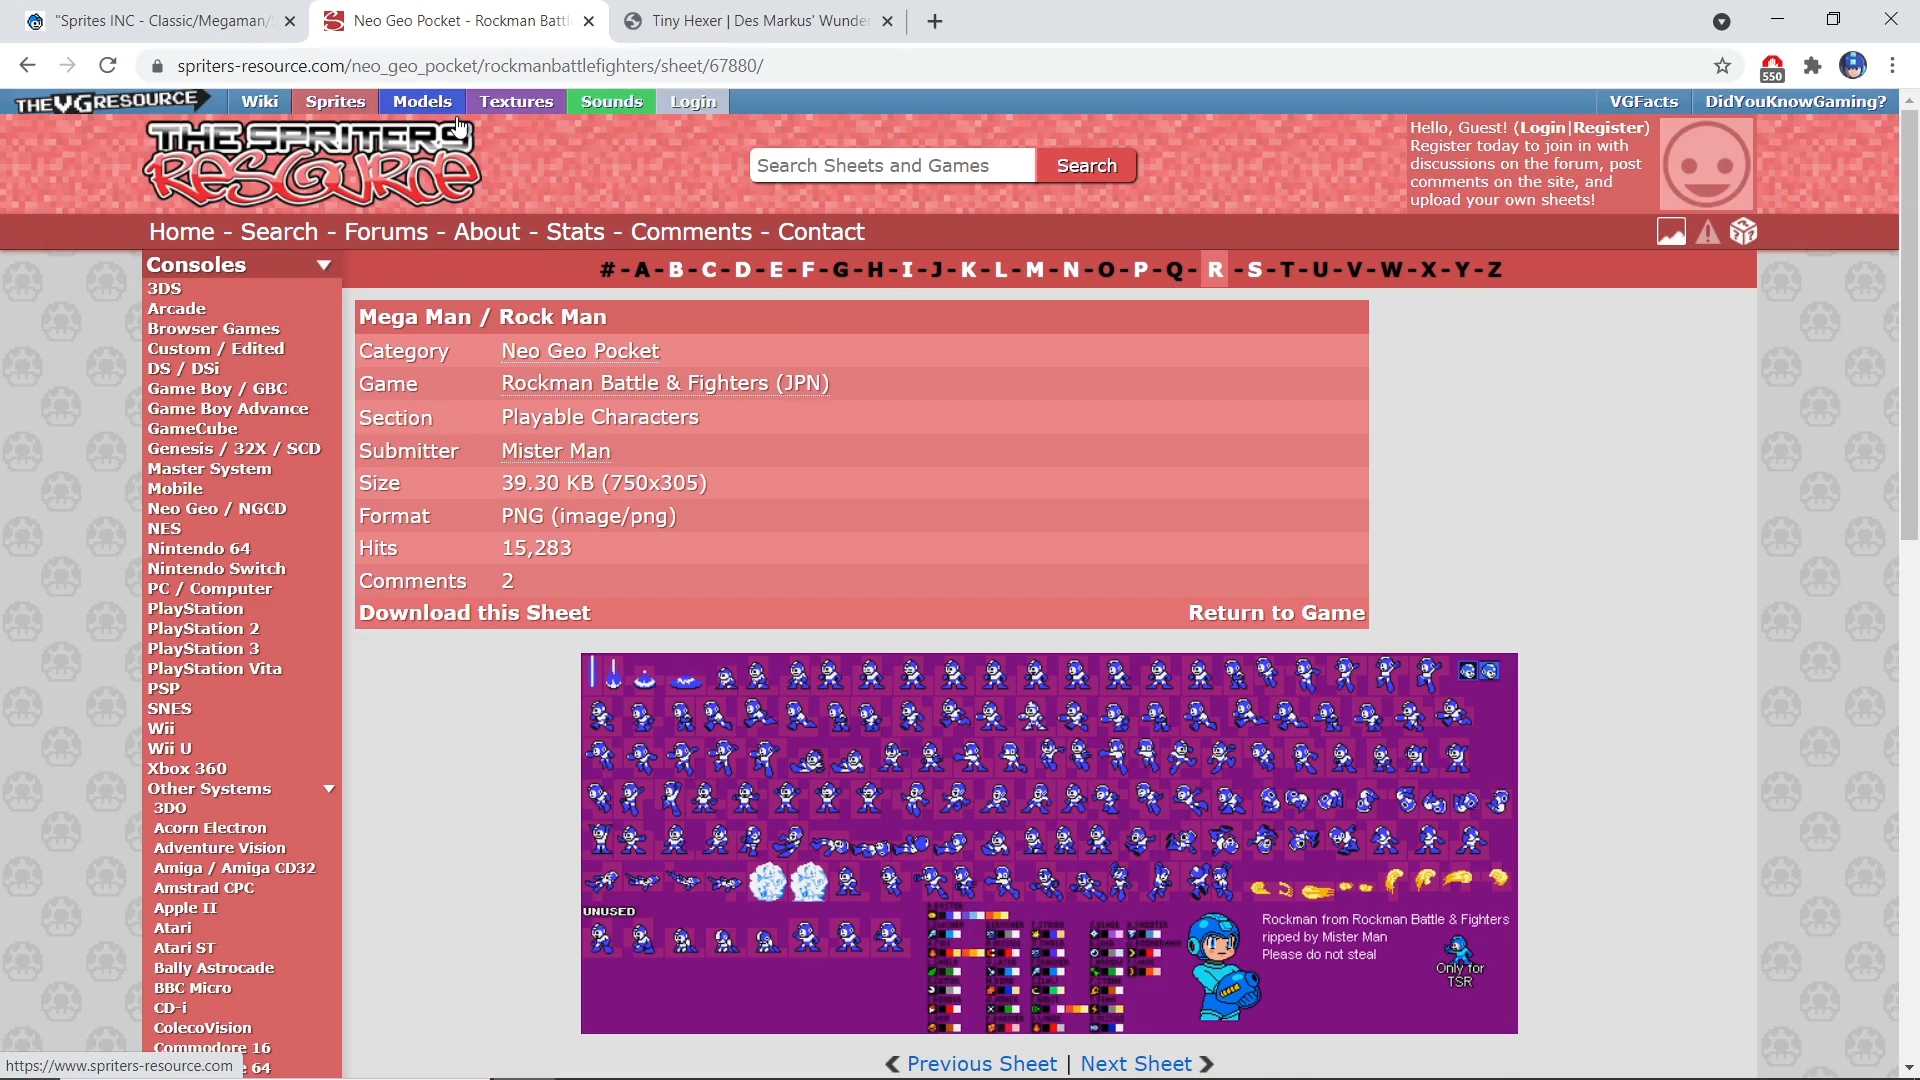 "Sprites INC - Classic/Megaman/
Neo Geo Pocket - Rockman Battl
Tiny Hexer | Des Markus' Wunder
spriters-resource.com/neo_geo_pocket/rockmanbattlefighters/sheet/67880/
550
THE VG RESOURCE
Wiki
Sprites
Models
Textures
Sounds
Login
VGFacts
DidYouKnowGaming?
THE SPRITERS
RESOURCE
Search Sheets and Games
Search
Hello, Guest! (Login|Register)
Register today to join in with
discussions on the forum, post
comments on the site, and
upload your own sheets!
Home - Search - Forums - About - Stats - Comments - Contact
# - A - B - C - D - E - F - G - H - I - J - K - L - M - N - O - P - Q - R - S - T - U - V - W - X - Y - Z
Consoles
3DS
Arcade
Browser Games
Custom / Edited
DS / DSi
Game Boy / GBC
Game Boy Advance
GameCube
Genesis / 32X / SCD
Master System
Mobile
Neo Geo / NGCD
NES
Nintendo 64
Nintendo Switch
PC / Computer
PlayStation
PlayStation 2
PlayStation 3
PlayStation Vita
PSP
SNES
Wii
Wii U
Xbox 360
Other Systems
3DO
Acorn Electron
Adventure Vision
Amiga / Amiga CD32
Amstrad CPC
Apple II
Atari
Atari ST
Bally Astrocade
BBC Micro
CD-i
ColecoVision
Commodore 16
e 64
Mega Man / Rock Man
Category Neo Geo Pocket
Game Rockman Battle & Fighters (JPN)
Section Playable Characters
Submitter Mister Man
Size 39.30 KB (750x305)
Format PNG (image/png)
Hits 15,283
Comments 2
Download this Sheet Return to Game
UNUSED
Rockman from Rockman Battle & Fighters
ripped by Mister Man
Please do not steal
Only for
TSR
Previous Sheet | Next Sheet
https://www.spriters-resource.com